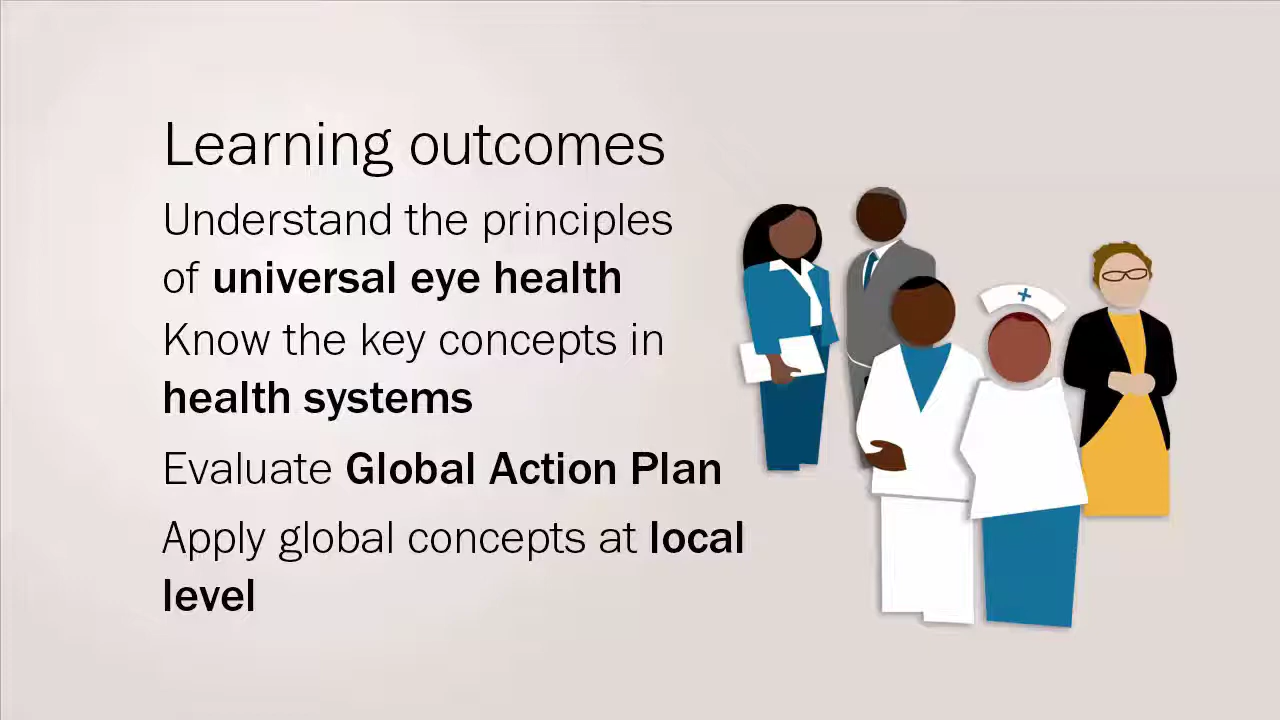 Learning outcomes
Understand the principles
of universal eye health
Know the key concepts in
health systems
Evaluate Global Action Plan
Apply global concepts at local
level